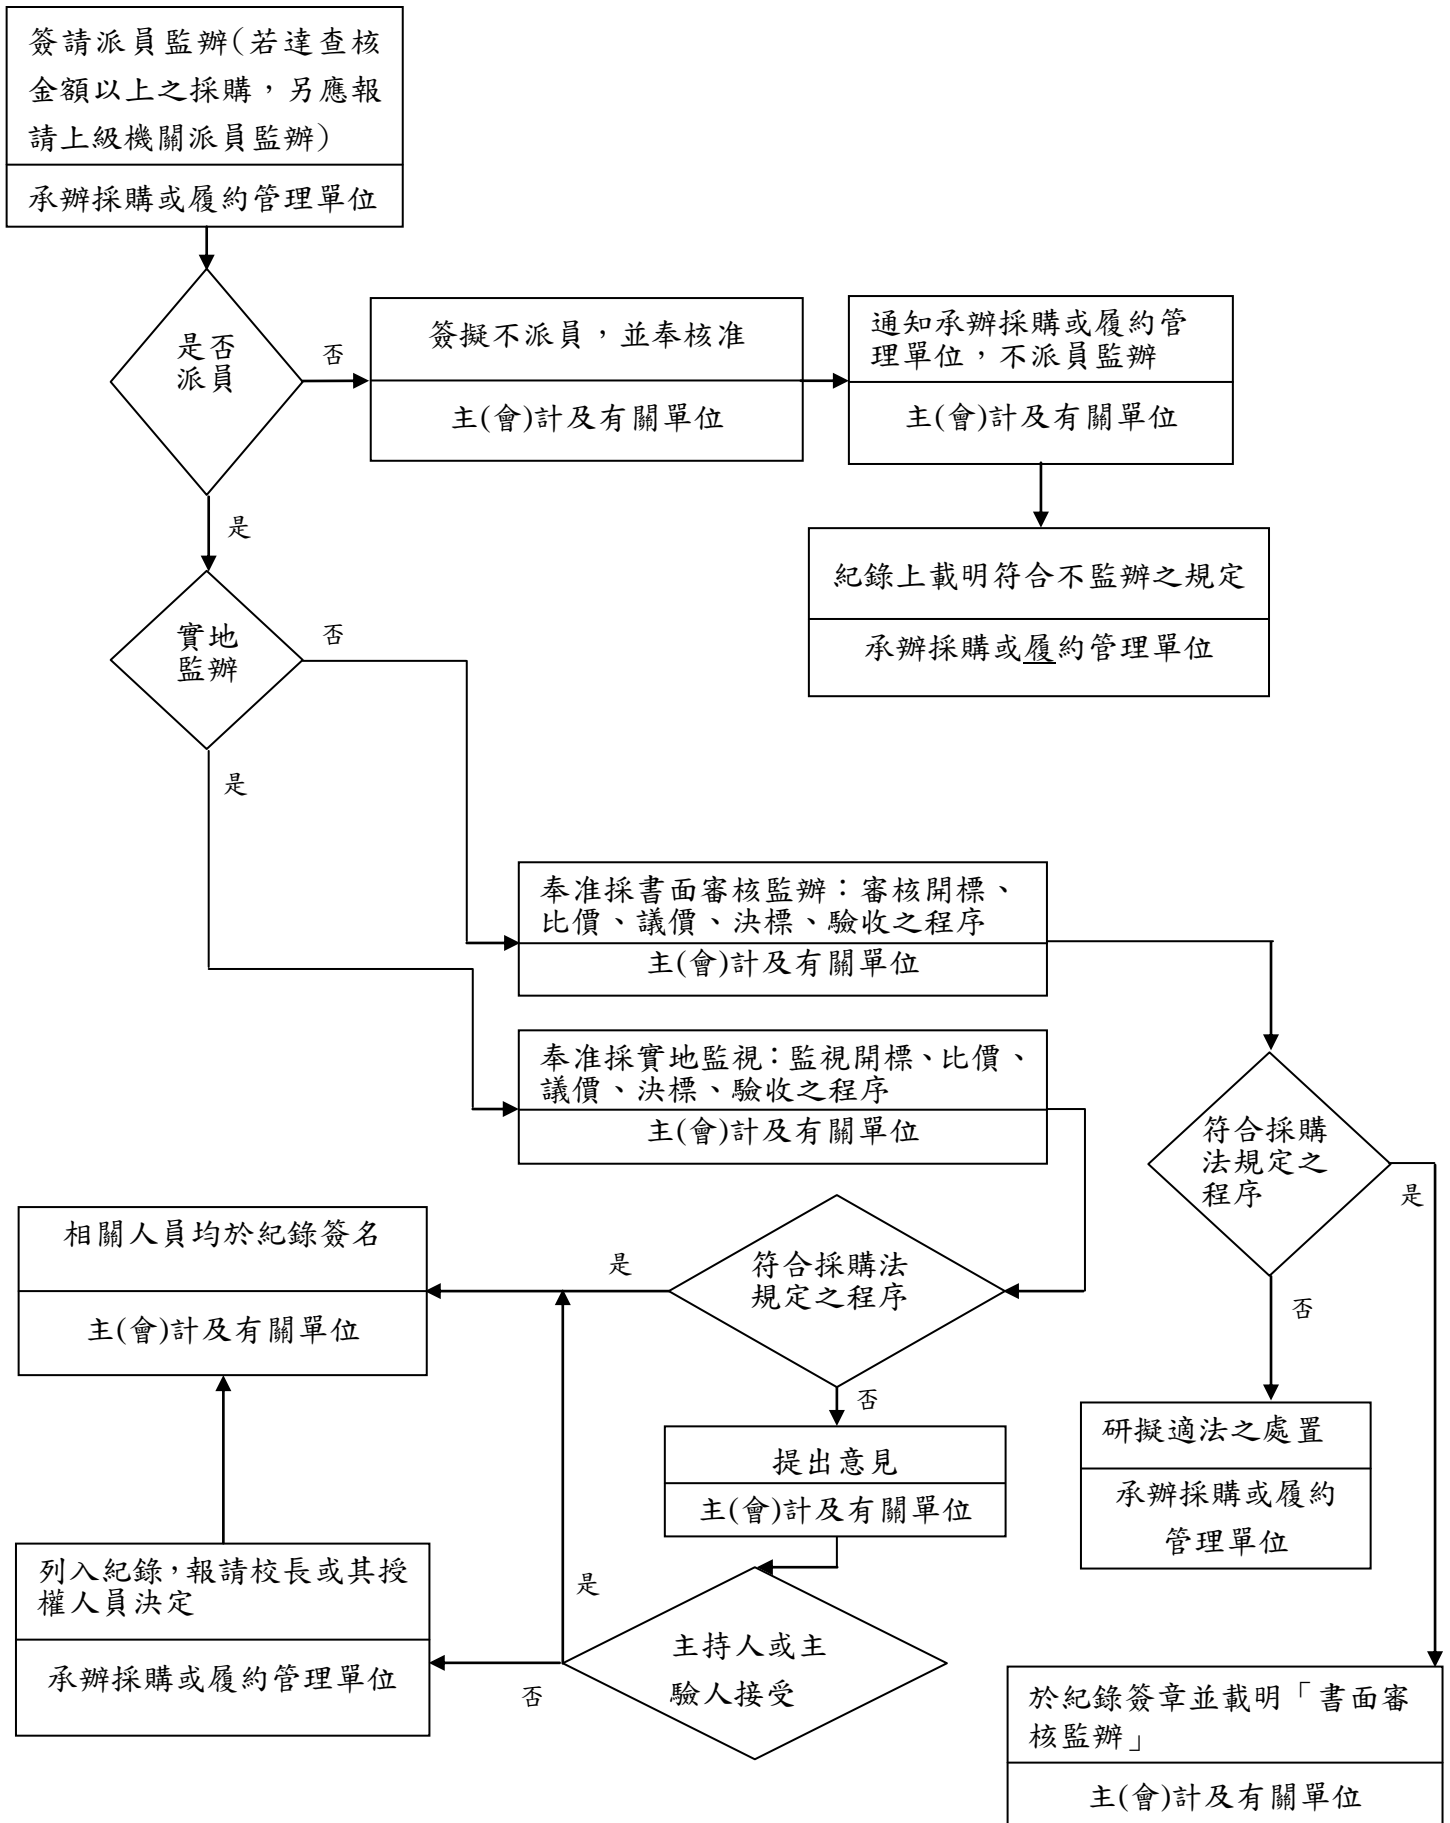 簽請派員監辦(若達查核
金額以上之採購，另應報
請上級機關派員監辦)
承辦採購或履約管理單位
是否
派員
否
簽擬不派員，並奉核准
主(會)計及有關單位
通知承辦採購或履約管
理單位，不派員監辦
主(會)計及有關單位
是
紀錄上載明符合不監辦之規定
承辦採購或履約管理單位
實地
監辦
否
是
奉准採書面審核監辦：審核開標、
比價、議價、決標、驗收之程序
主(會)計及有關單位
奉准採實地監視：監視開標、比價、
議價、決標、驗收之程序
主(會)計及有關單位
符合採購
法規定之
程序
是
否
相關人員均於紀錄簽名
主(會)計及有關單位
是
符合採購法
規定之程序
否
提出意見
主(會)計及有關單位
研擬適法之處置
承辦採購或履約
管理單位
列入紀錄，報請校長或其授
權人員決定
承辦採購或履約管理單位
是
否
主持人或主
驗人接受
於紀錄簽章並載明「書面審
核監辦」
主(會)計及有關單位